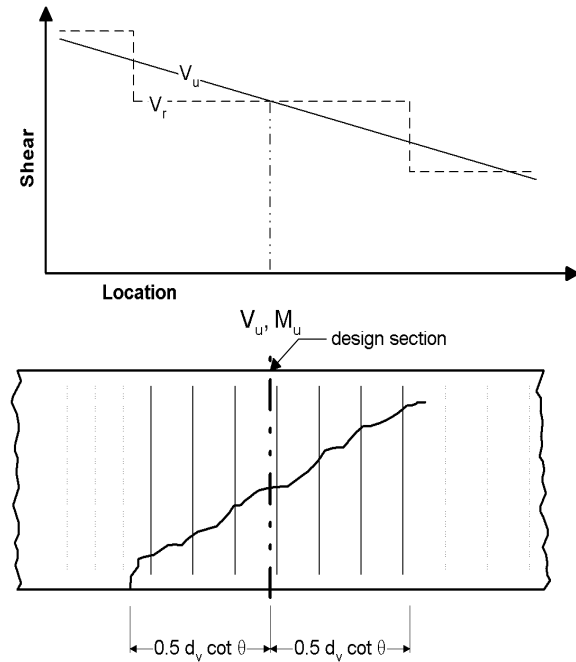 V_u
V_r
Shear
Location
V_u, M_u
design section
0.5 d_v cot θ
0.5 d_v cot θ